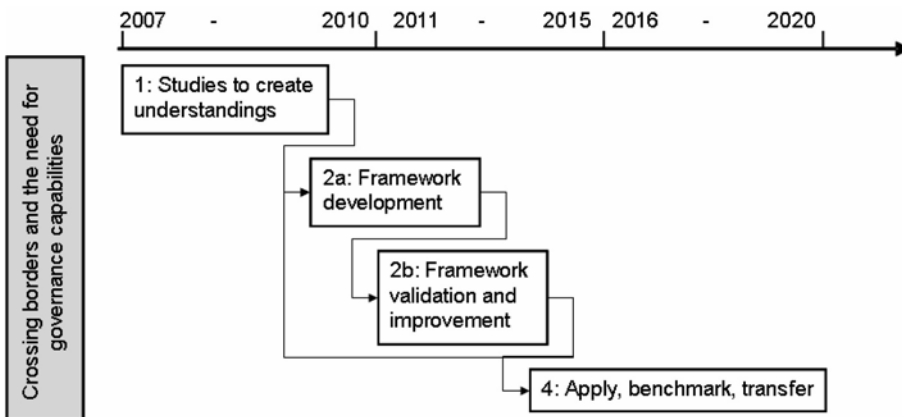 2007 - 2010 2011 - 2015 2016 - 2020
Crossing borders and the need for
governance capabilities
1: Studies to create
understandings
2a: Framework
development
2b: Framework
validation and
improvement
4: Apply, benchmark, transfer